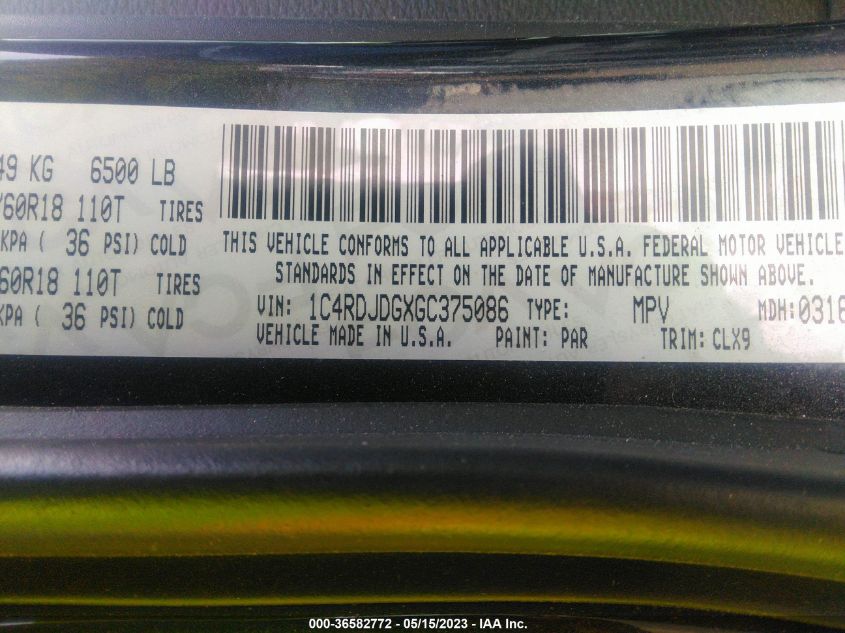 49 KG 6500 LB
/60R18 110T TIRES
KPA ( 36 PSI) COLD
60R18 110T TIRES
KPA ( 36 PSI) COLD
THIS VEHICLE CONFORMS TO ALL APPLICABLE U.S.A. FEDERAL MOTOR VEHICLE
STANDARDS IN EFFECT ON THE DATE OF MANUFACTURE SHOWN ABOVE.
VIN: 1C4RDJDGXGC375086 TYPE: MPV MDH: 0316
VEHICLE MADE IN U.S.A. PAINT: PAR TRIM: CLX9
000-36582772 - 05/15/2023 - IAA Inc.